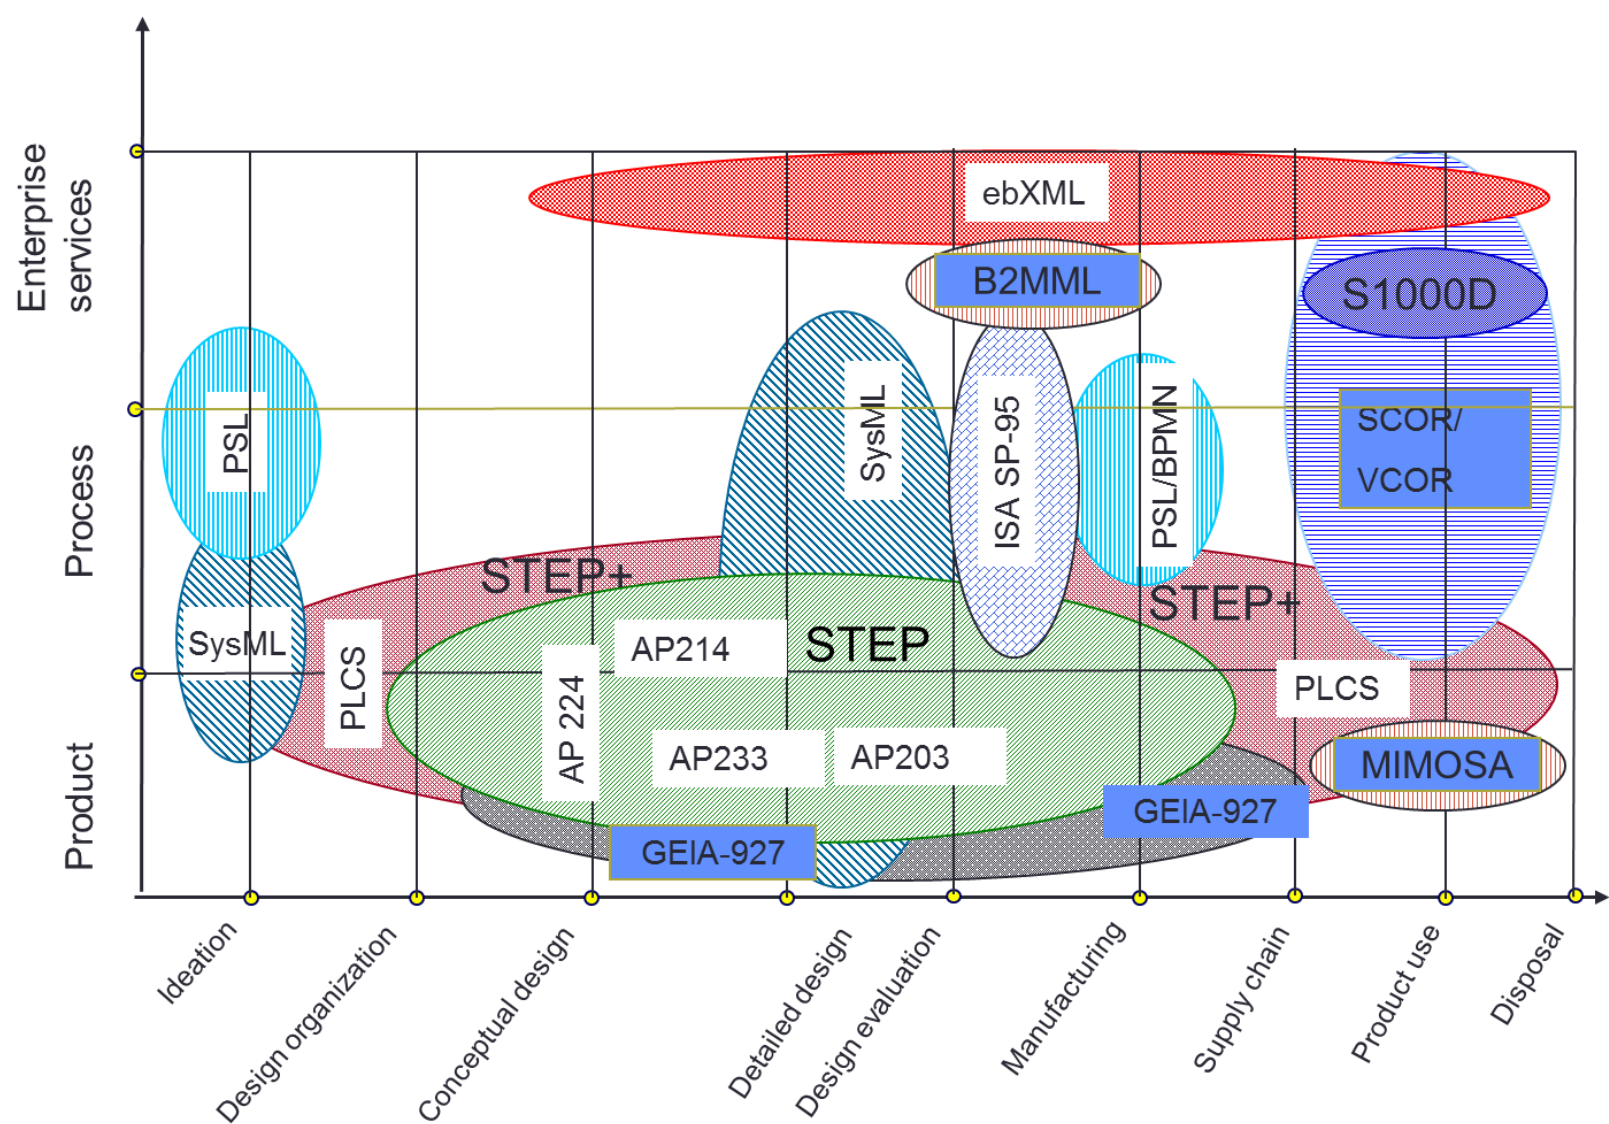 Enterprise
services
Process
Product
ebXML
B2MML
S1000D
PSL
SysML
ISA SP-95
PSL/BPMN
SCOR/
VCOR
STEP+
STEP+
SysML
PLCS
AP214
STEP
AP 224
AP233
AP203
PLCS
MIMOSA
GEIA-927
GEIA-927
Ideation
Design organization
Conceptual design
Detailed design
Design evaluation
Manufacturing
Supply chain
Product use
Disposal